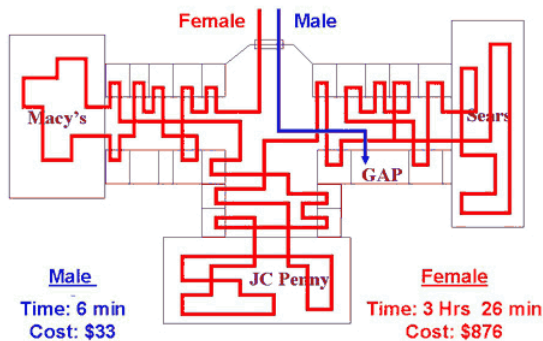 Female Male
Macy's
Sears
GAP
JC Penny
Male
Time: 6 min
Cost: $33
Female
Time: 3 Hrs 26 min
Cost: $876